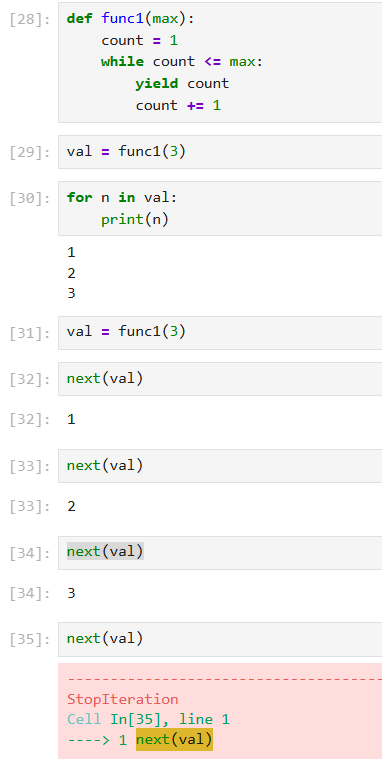 [28]: def func1(max):
count = 1
while count <= max:
yield count
count += 1
[29]: val = func1(3)
[30]: for n in val:
print(n)
1
2
3
[31]: val = func1(3)
[32]: next(val)
[32]: 1
[33]: next(val)
[33]: 2
[34]: next(val)
[34]: 3
[35]: next(val)
-----------------------------------
StopIteration
Cell In[35], line 1
----> 1 next(val)